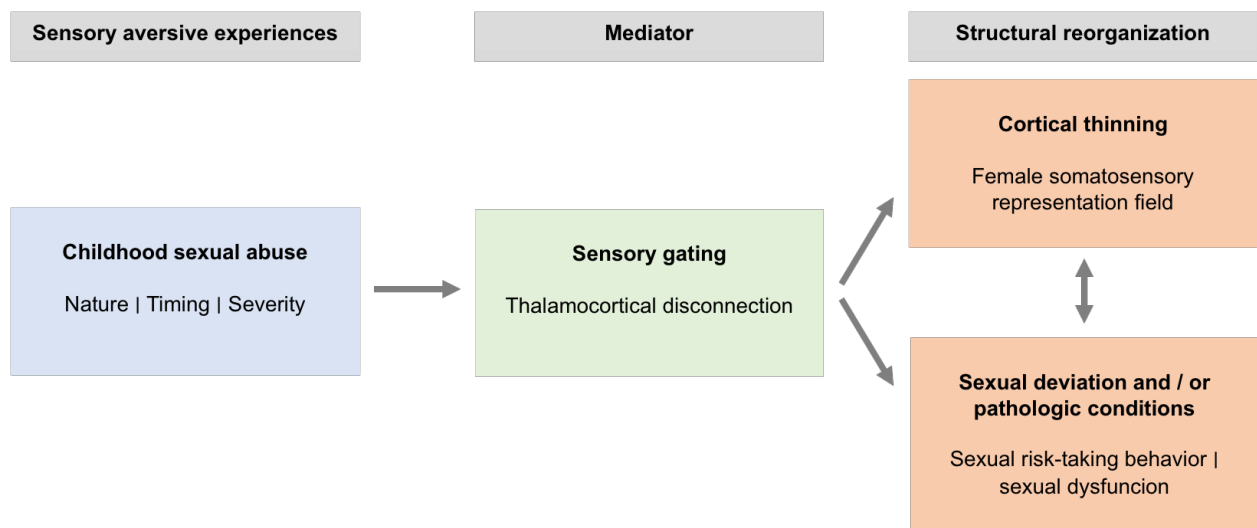 Sensory aversive experiences
Mediator
Structural reorganization
Childhood sexual abuse
Nature | Timing | Severity
Sensory gating
Thalamocortical disconnection
Cortical thinning
Female somatosensory
representation field
Sexual deviation and / or
pathologic conditions
Sexual risk-taking behavior |
sexual dysfuncion